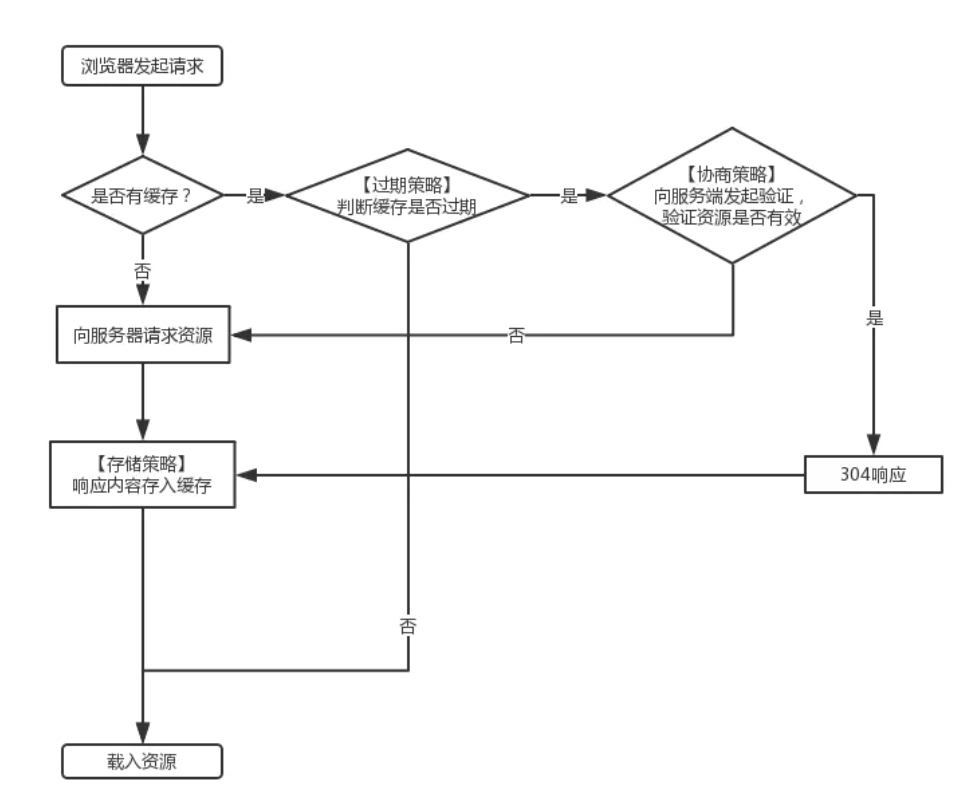 浏览器发起请求
是否有缓存？
是
【过期策略】
判断缓存是否过期
是
【协商策略】
向服务端发起验证，
验证资源是否有效
否
是
向服务器请求资源
否
【存储策略】
响应内容存入缓存
304响应
否
载入资源